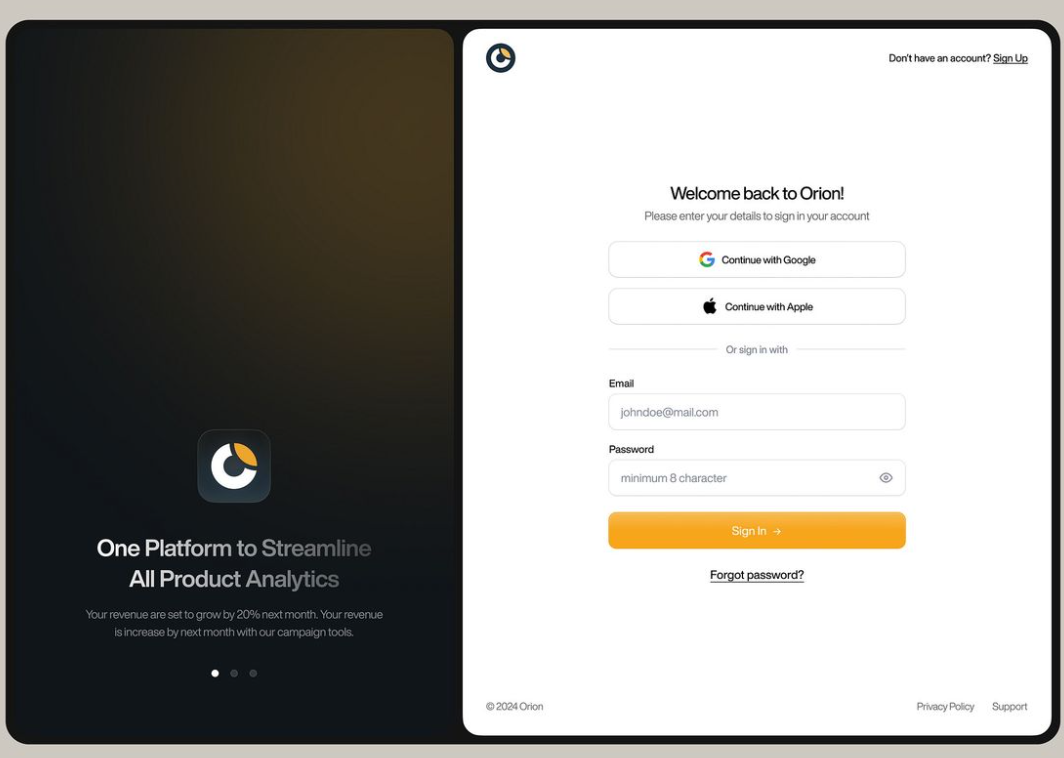 One Platform to Streamline
All Product Analytics
Your revenue are set to grow by 20% next month. Your revenue
is increase by next month with our campaign tools.
Don't have an account? Sign Up
Welcome back to Orion!
Please enter your details to sign in your account
Continue with Google
Continue with Apple
Or sign in with
Email
johndoe@mail.com
Password
minimum 8 character
Sign In →
Forgot password?
© 2024 Orion
Privacy Policy Support